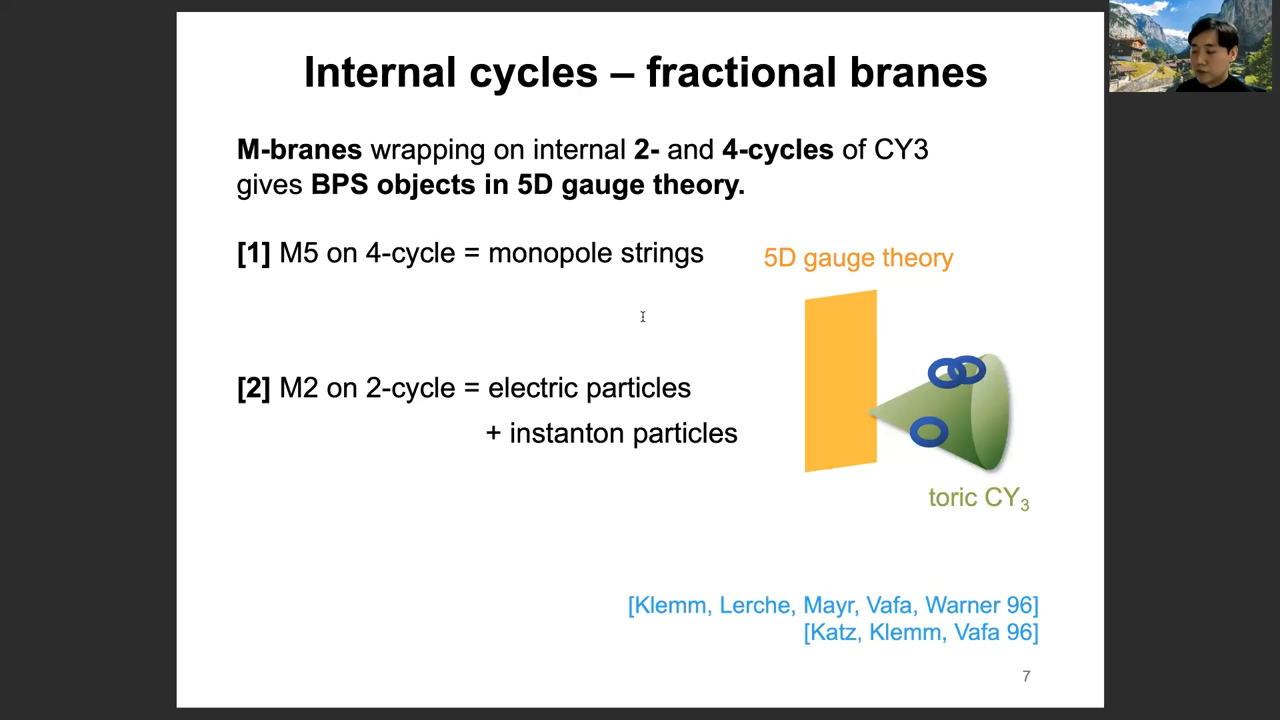 Internal cycles – fractional branes
M-branes wrapping on internal 2- and 4-cycles of CY3
gives BPS objects in 5D gauge theory.
[1] M5 on 4-cycle = monopole strings
5D gauge theory
[2] M2 on 2-cycle = electric particles
+ instanton particles
toric CY₃
[Klemm, Lerche, Mayr, Vafa, Warner 96]
[Katz, Klemm, Vafa 96]
7